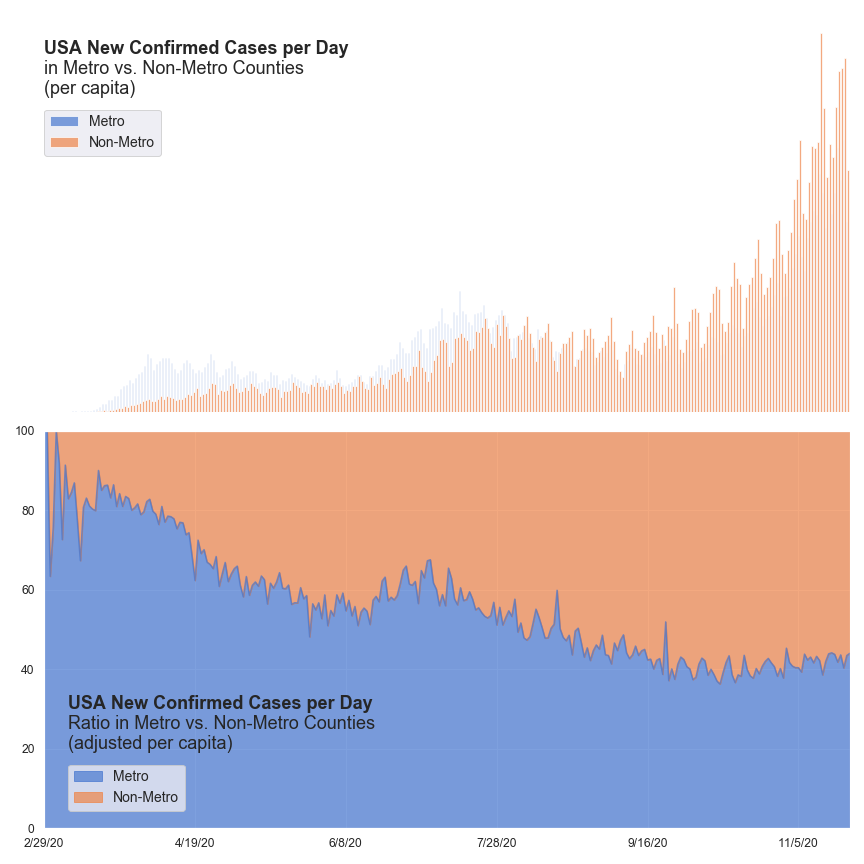 USA New Confirmed Cases per Day
in Metro vs. Non-Metro Counties
(per capita)
Metro
Non-Metro
100
80
60
40
20
0
USA New Confirmed Cases per Day
Ratio in Metro vs. Non-Metro Counties
(adjusted per capita)
Metro
Non-Metro
2/29/20
4/19/20
6/8/20
7/28/20
9/16/20
11/5/20